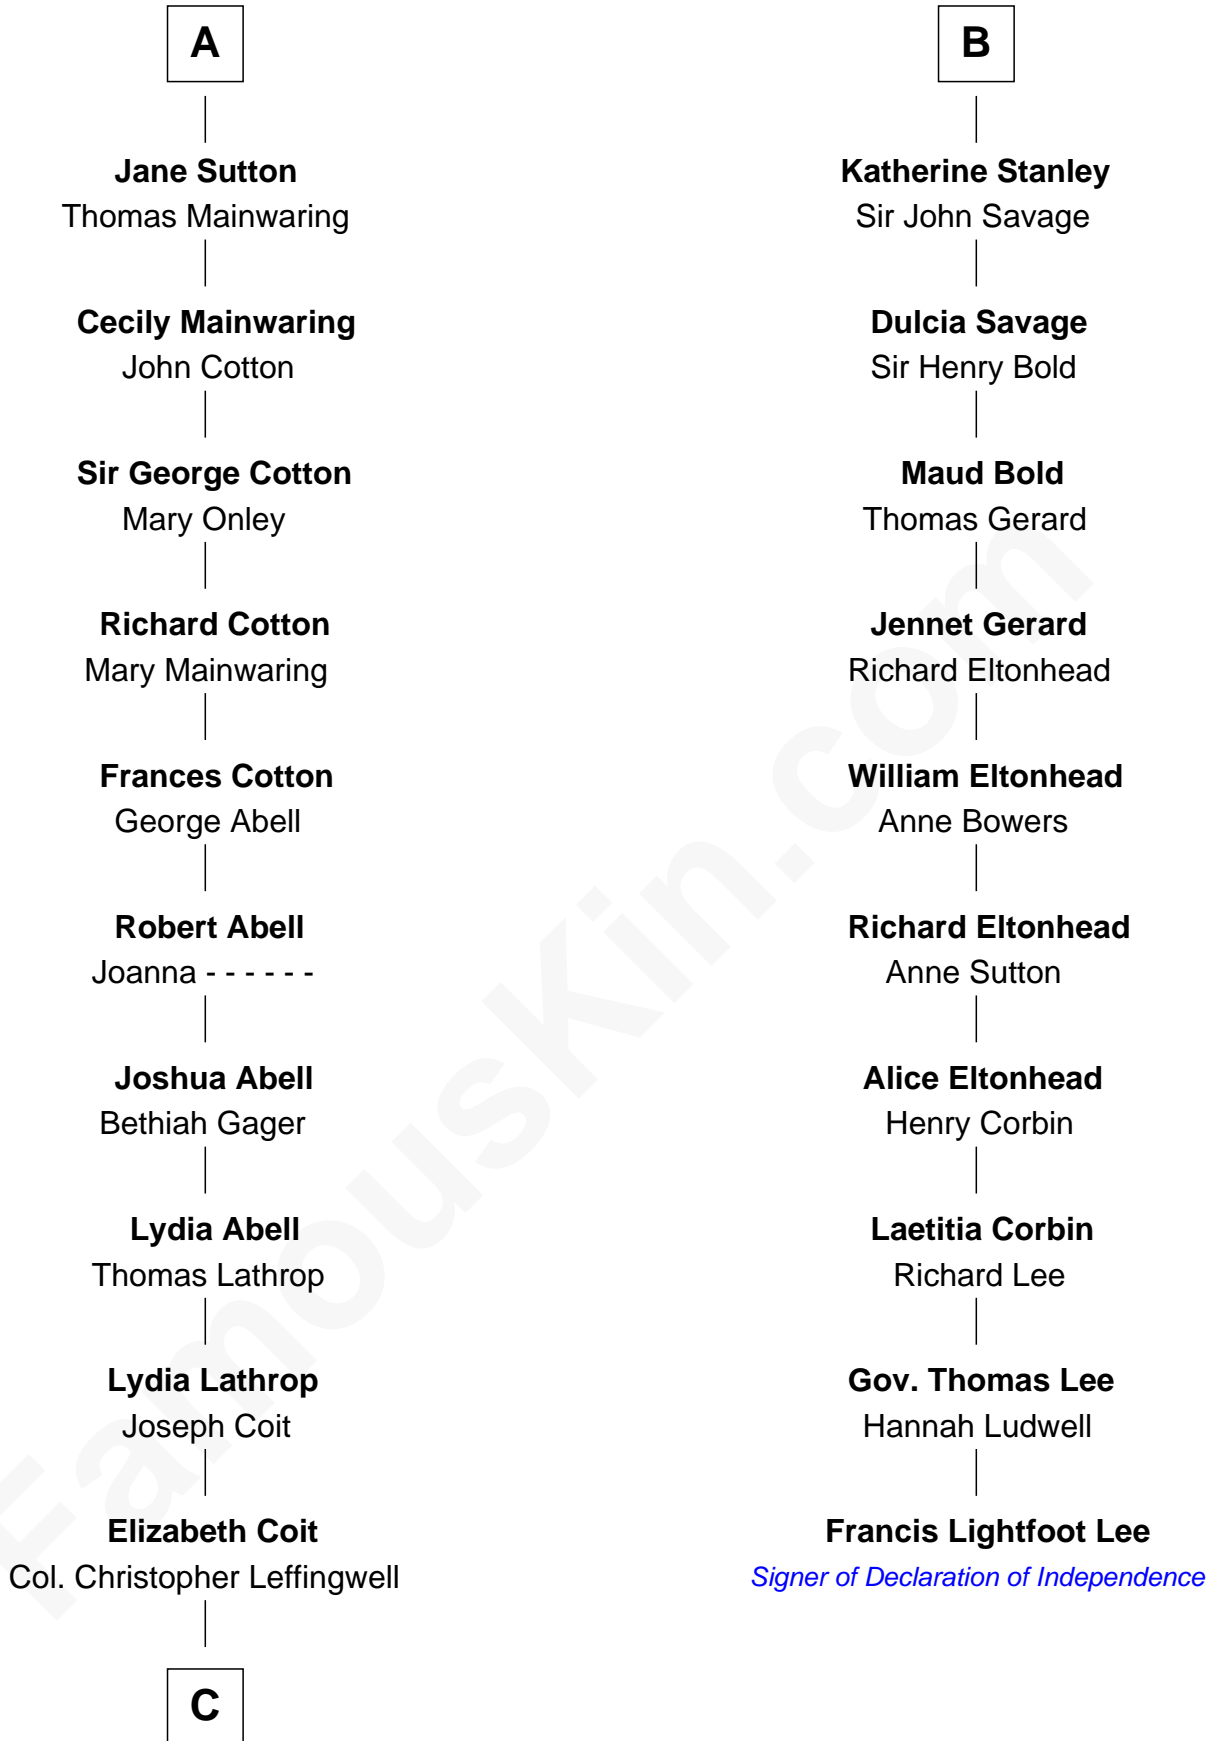 A
Jane Sutton
Thomas Mainwaring
Cecily Mainwaring
John Cotton
Sir George Cotton
Mary Onley
Richard Cotton
Mary Mainwaring
Frances Cotton
George Abell
Robert Abell
Joanna - - - - - -
Joshua Abell
Bethiah Gager
Lydia Abell
Thomas Lathrop
Lydia Lathrop
Joseph Coit
Elizabeth Coit
Col. Christopher Leffingwell
C
B
Katherine Stanley
Sir John Savage
Dulcia Savage
Sir Henry Bold
Maud Bold
Thomas Gerard
Jennet Gerard
Richard Eltonhead
William Eltonhead
Anne Bowers
Richard Eltonhead
Anne Sutton
Alice Eltonhead
Henry Corbin
Laetitia Corbin
Richard Lee
Gov. Thomas Lee
Hannah Ludwell
Francis Lightfoot Lee
Signer of Declaration of Independence
FamousKin.com